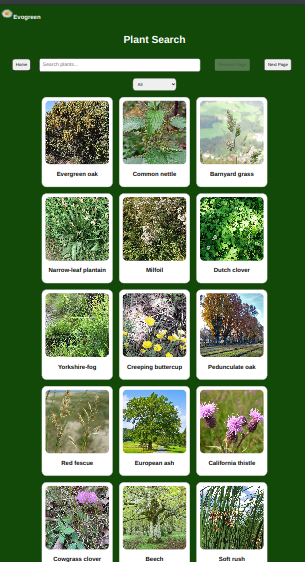 Evogreen
Plant Search
Home
Search plants...
Previous Page
Next Page
All
Evergreen oak
Common nettle
Barnyard grass
Narrow-leaf plantain
Milfoil
Dutch clover
Yorkshire-fog
Creeping buttercup
Pedunculate oak
Red fescue
European ash
California thistle
Cowgrass clover
Beech
Soft rush